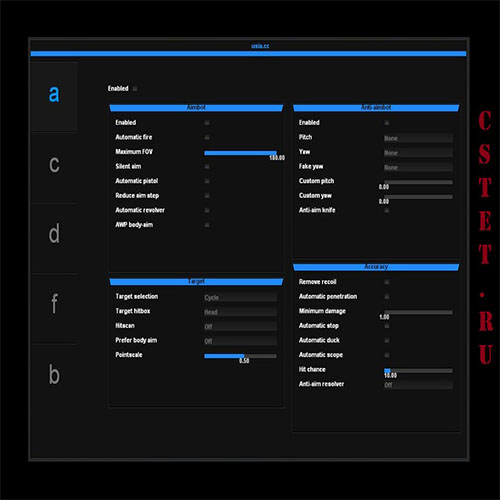 usia.cc
a
c
d
f
b
Enabled
Aimbot
Enabled
Automatic fire
Maximum FOV
180.00
Silent aim
Automatic pistol
Reduce aim step
Automatic revolver
AWP body-aim
Target
Target selection Cycle
Target hitbox Head
Hitscan Off
Prefer body aim Off
Pointscale
0.50
Anti-aimbot
Enabled
Pitch None
Yaw None
Fake yaw None
Custom pitch
0.00
Custom yaw
0.00
Anti-aim knife
Accuracy
Remove recoil
Automatic penetration
Minimum damage
1.00
Automatic stop
Automatic duck
Automatic scope
Hit chance
10.00
Anti-aim resolver Off
CSTET.RU